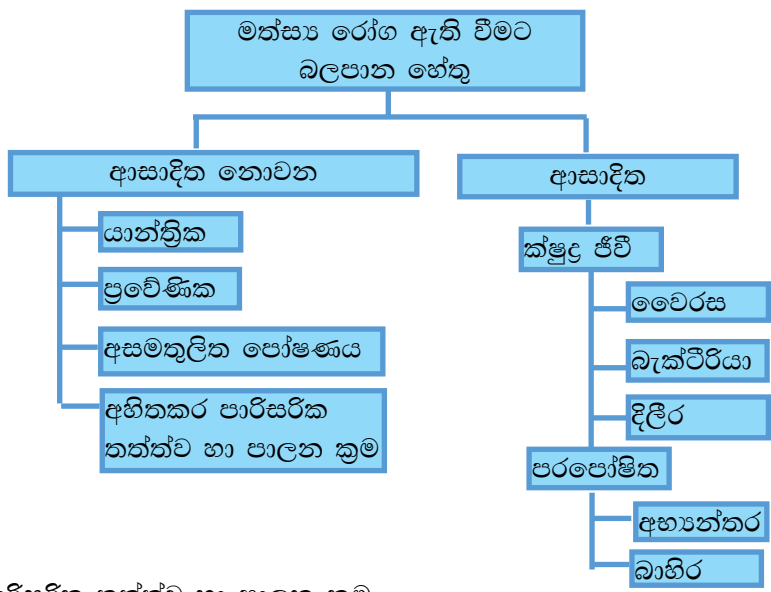 මත්ස්‍ය රෝග ඇති වීමට
බලපාන හේතු
ආසාදිත නොවන
යාන්ත්‍රික
ප්‍රවේණික
අසමතුලිත පෝෂණය
අහිතකර පාරිසරික
තත්ත්ව හා පාලන ක්‍රම
ආසාදිත
ක්ෂුද්‍ර ජීවී
වෛරස
බැක්ටීරියා
දිලීර
පරපෝෂිත
අභ්‍යන්තර
බාහිර